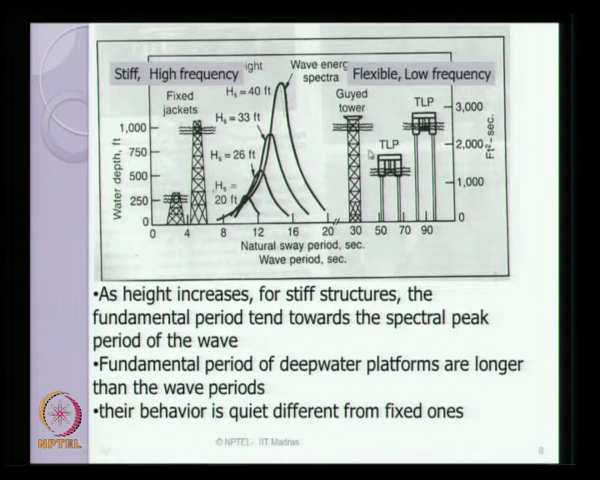 Stiff, High frequency
ight
Wave energ
spectra
Flexible, Low frequency
Fixed
jackets
Hs = 40 ft
Guyed
tower
TLP
3,000
1,000
Hs = 33 ft
TLP
2,000
750
Hs = 26 ft
500
Hs =
20 ft
1,000
250
0
0
Water depth, ft
Ft²-sec.
0 4 8 12 16 20 30 50 70 90
Natural sway period, sec.
Wave period, sec.
•As height increases, for stiff structures, the
fundamental period tend towards the spectral peak
period of the wave
•Fundamental period of deepwater platforms are longer
than the wave periods
•their behavior is quiet different from fixed ones
NPTEL
© NPTEL- IIT Madras
8